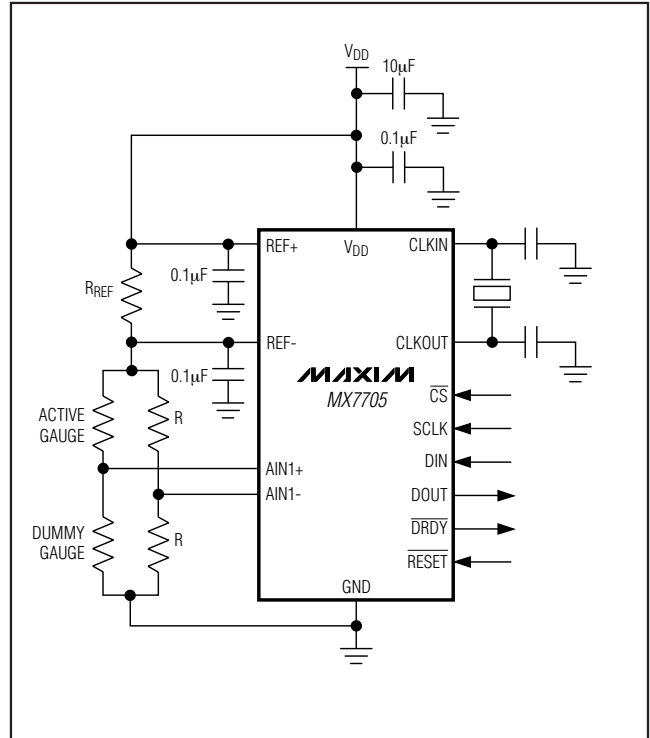 VDD
10µF
0.1µF
REF+
VDD
CLKIN
RREF
0.1µF
REF-
CLKOUT
0.1µF
MAXIM
MX7705
CS
ACTIVE
GAUGE
R
SCLK
DIN
AIN1+
AIN1-
DOUT
DUMMY
GAUGE
R
DRDY
RESET
GND